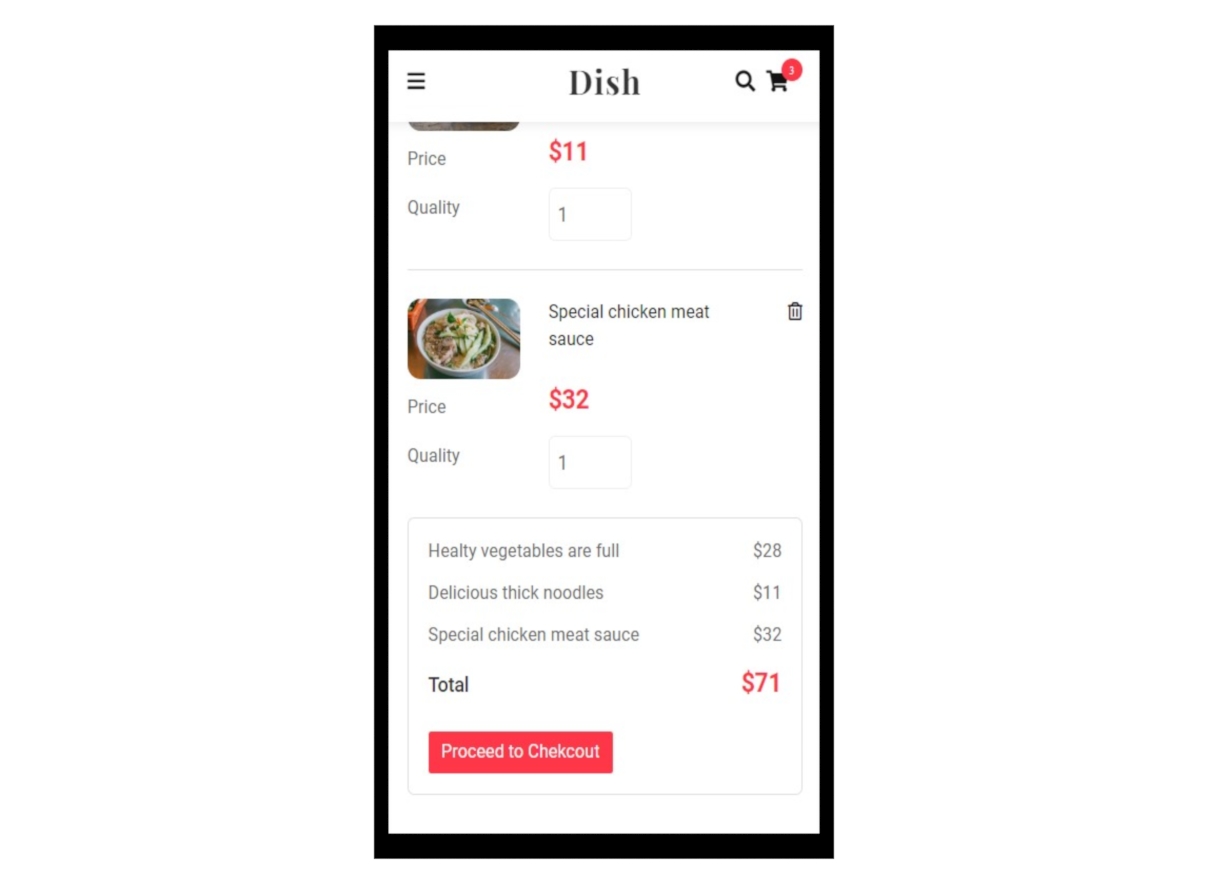 Dish
3
Price
$11
Quality
1
Special chicken meat
sauce
Price
$32
Quality
1
Healty vegetables are full $28
Delicious thick noodles $11
Special chicken meat sauce $32
Total $71
Proceed to Chekcout